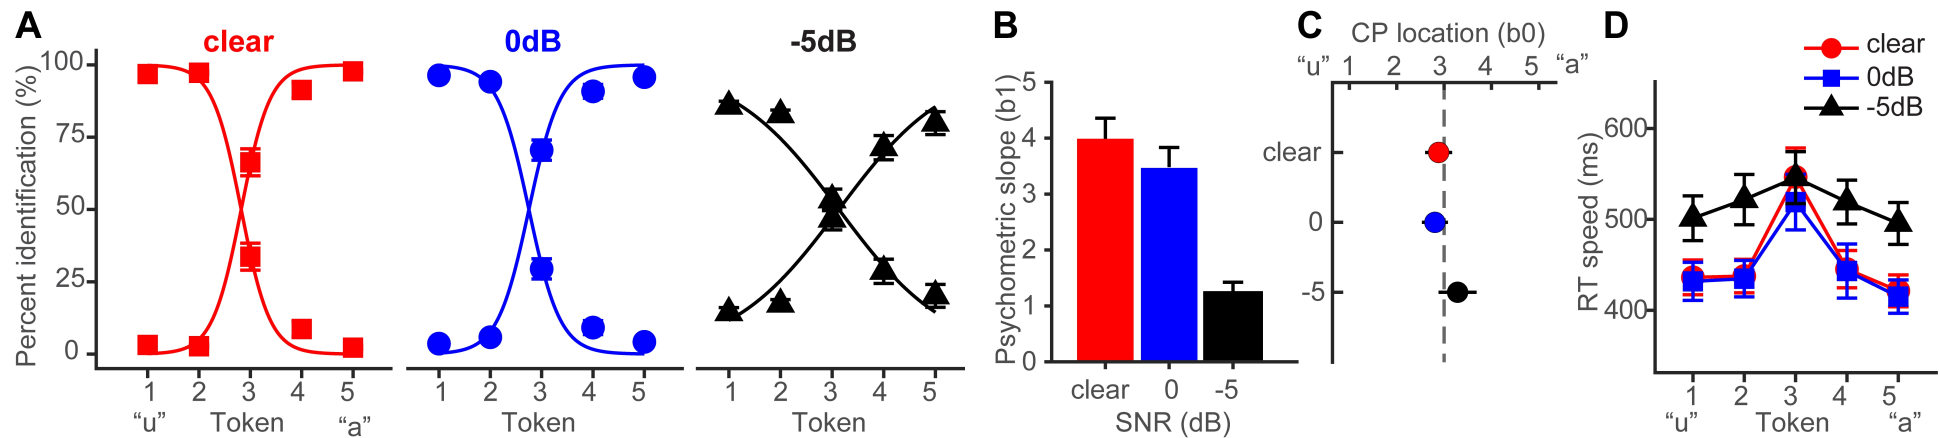 A
clear
0dB
-5dB
Percent identification (%)
100
75
50
25
0
1 2 3 4 5
“u” Token “a”
1 2 3 4 5
Token
1 2 3 4 5
Token
B
Psychometric slope (b1)
5
4
3
2
1
0
clear 0 -5
SNR (dB)
C
CP location (b0)
“u” 1 2 3 4 5 “a”
clear
0
-5
D
clear
0dB
-5dB
RT speed (ms)
600
500
400
1 2 3 4 5
“u” Token “a”